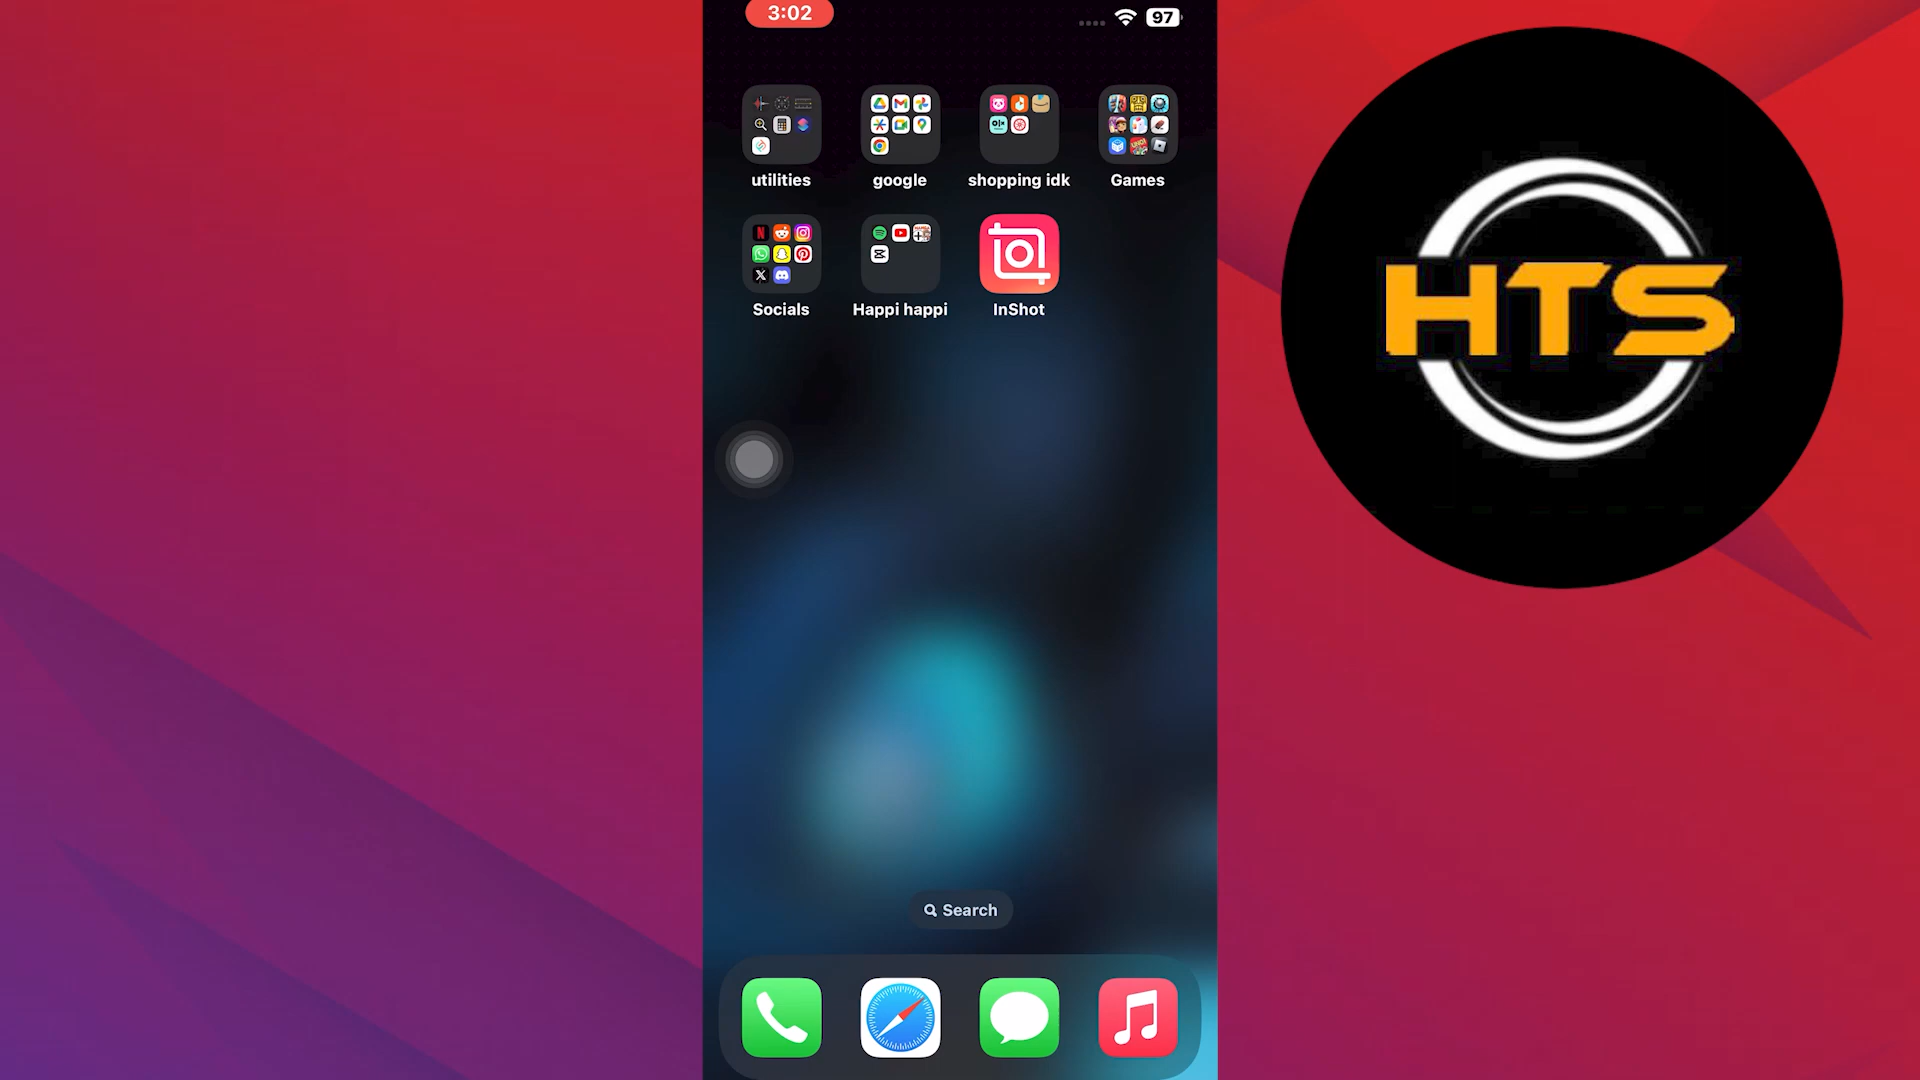 3:02
97
utilities
google
shopping idk
Games
Socials
Happi happi
InShot
Search
HTS